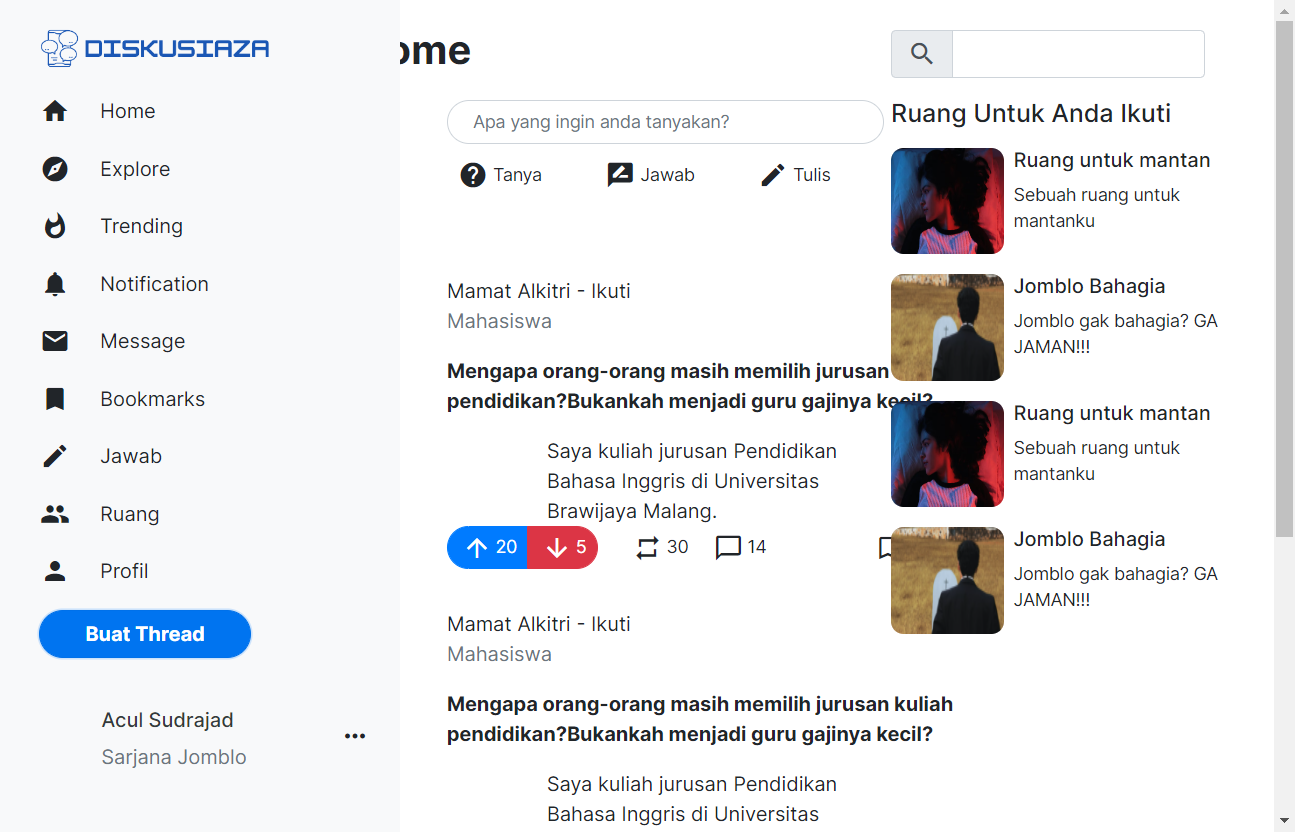 DISKUSIAZA
Home
Explore
Trending
Notification
Message
Bookmarks
Jawab
Ruang
Profil
Buat Thread
Acul Sudrajad
Sarjana Jomblo
ome
Apa yang ingin anda tanyakan?
Tanya
Jawab
Tulis
Mamat Alkitri - Ikuti
Mahasiswa
Mengapa orang-orang masih memilih jurusan
pendidikan?Bukankah menjadi guru gajinya kecil?
Saya kuliah jurusan Pendidikan
Bahasa Inggris di Universitas
Brawijaya Malang.
20 5 30 14
Mamat Alkitri - Ikuti
Mahasiswa
Mengapa orang-orang masih memilih jurusan kuliah
pendidikan?Bukankah menjadi guru gajinya kecil?
Saya kuliah jurusan Pendidikan
Bahasa Inggris di Universitas
Ruang Untuk Anda Ikuti
Ruang untuk mantan
Sebuah ruang untuk
mantanku
Jomblo Bahagia
Jomblo gak bahagia? GA
JAMAN!!!
Ruang untuk mantan
Sebuah ruang untuk
mantanku
Jomblo Bahagia
Jomblo gak bahagia? GA
JAMAN!!!